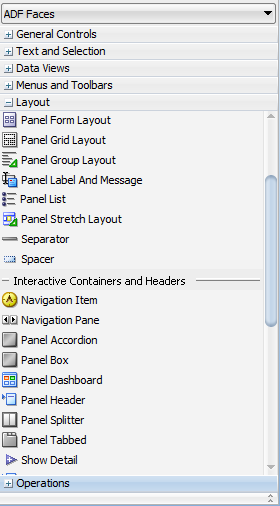 ADF Faces
General Controls
Text and Selection
Data Views
Menus and Toolbars
Layout
Panel Form Layout
Panel Grid Layout
Panel Group Layout
Panel Label And Message
Panel List
Panel Stretch Layout
Separator
Spacer
Interactive Containers and Headers
Navigation Item
Navigation Pane
Panel Accordion
Panel Box
Panel Dashboard
Panel Header
Panel Splitter
Panel Tabbed
Show Detail
Operations